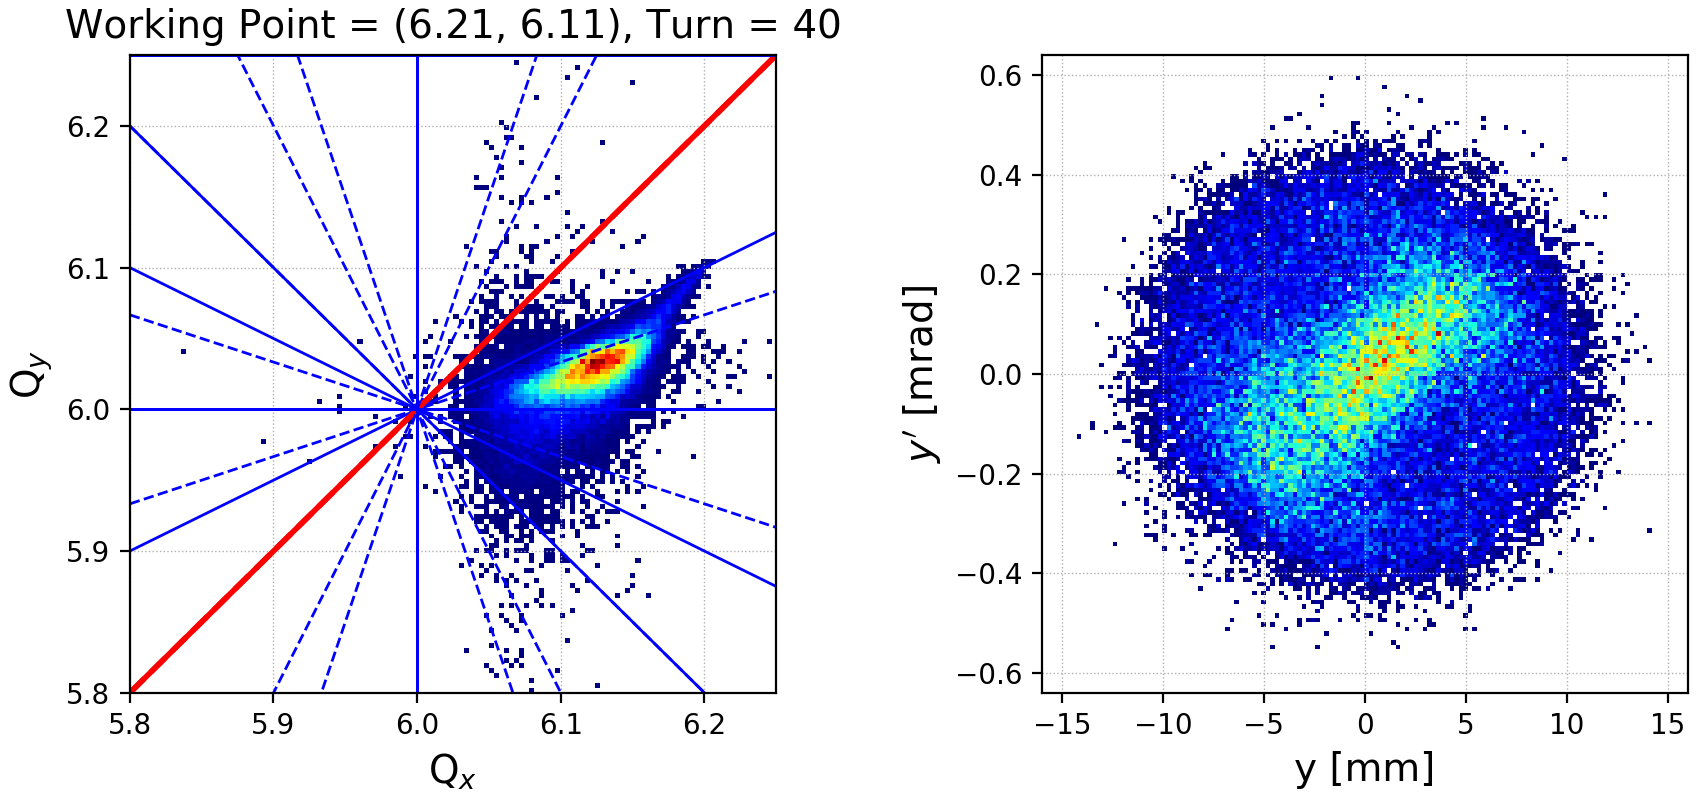 Working Point = (6.21, 6.11), Turn = 40
6.2
6.1
6.0
5.9
5.8
Q_y
5.8 5.9 6.0 6.1 6.2
Q_x
0.6
0.4
0.2
0.0
−0.2
−0.4
−0.6
y′ [mrad]
−15 −10 −5 0 5 10 15
y [mm]